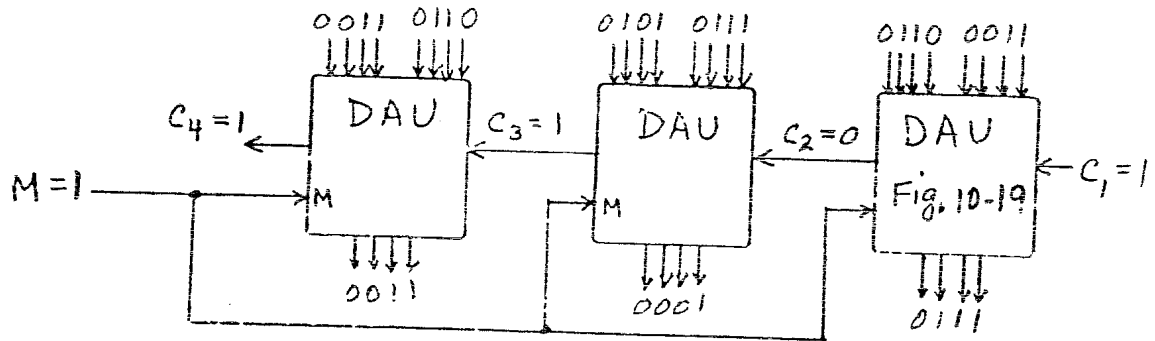 0011 0110
0101 0111
0110 0011
DAU
DAU
DAU
C₄=1
C₃=1
C₂=0
C₁=1
M=1
M
M
Fig. 10-19
0011
0001
0111